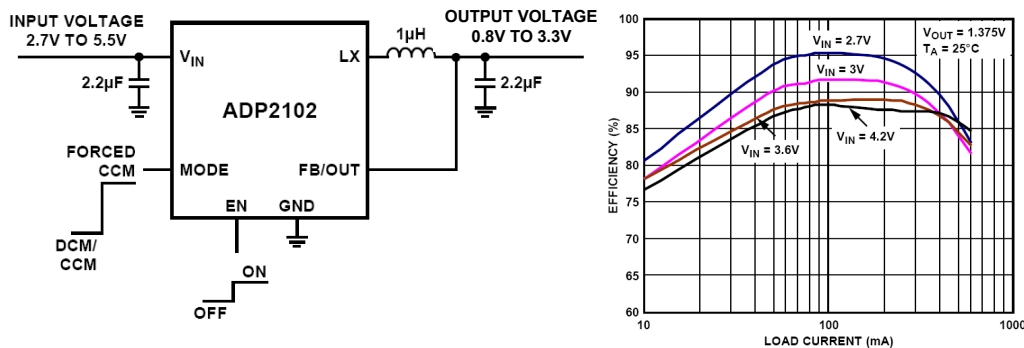 INPUT VOLTAGE
2.7V TO 5.5V
2.2µF
VIN
LX
1µH
OUTPUT VOLTAGE
0.8V TO 3.3V
2.2µF
ADP2102
FORCED
CCM
MODE
FB/OUT
EN
GND
DCM/
CCM
ON
OFF
100
95
90
85
80
75
70
65
60
EFFICIENCY (%)
VOUT = 1.375V
TA = 25°C
VIN = 2.7V
VIN = 3V
VIN = 4.2V
VIN = 3.6V
10
100
1000
LOAD CURRENT (mA)